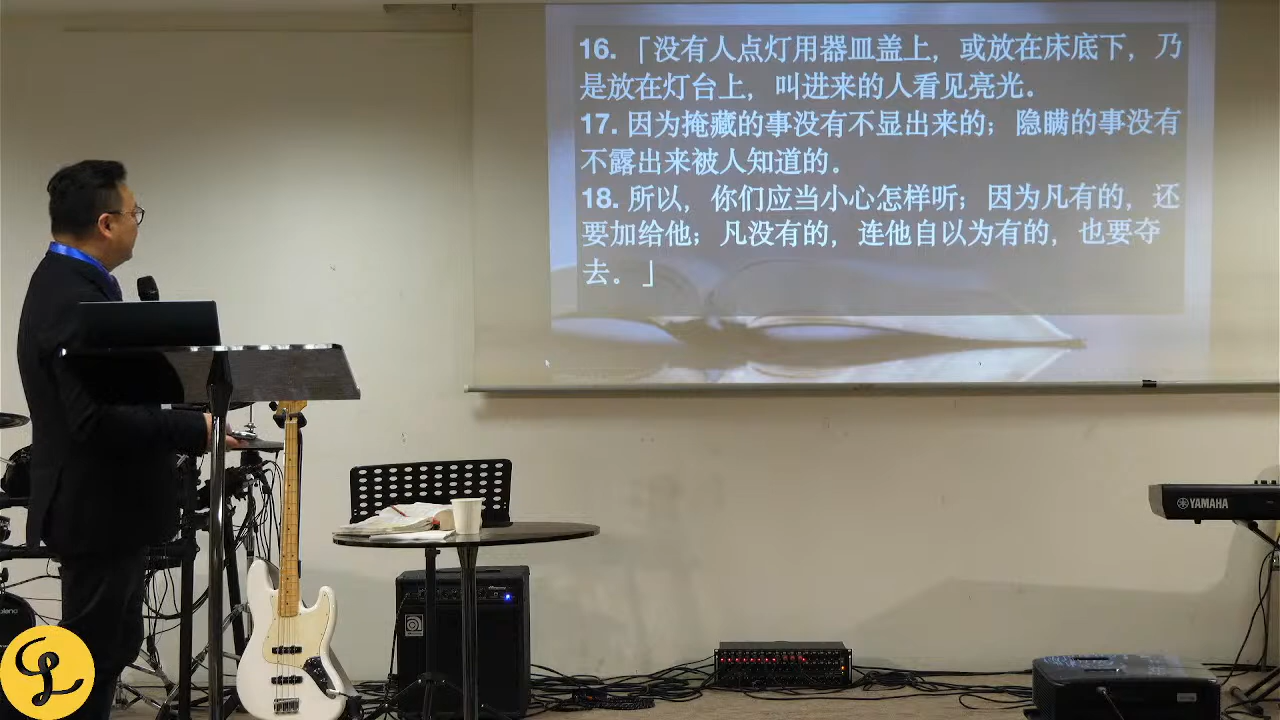 16. 「没有人点灯用器皿盖上，或放在床底下，乃
是放在灯台上，叫进来的人看见亮光。
17. 因为掩藏的事没有不显出来的；隐瞒的事没有
不露出来被人知道的。
18. 所以，你们应当小心怎样听；因为凡有的，还
要加给他；凡没有的，连他自以为有的，也要夺
去。」
YAMAHA